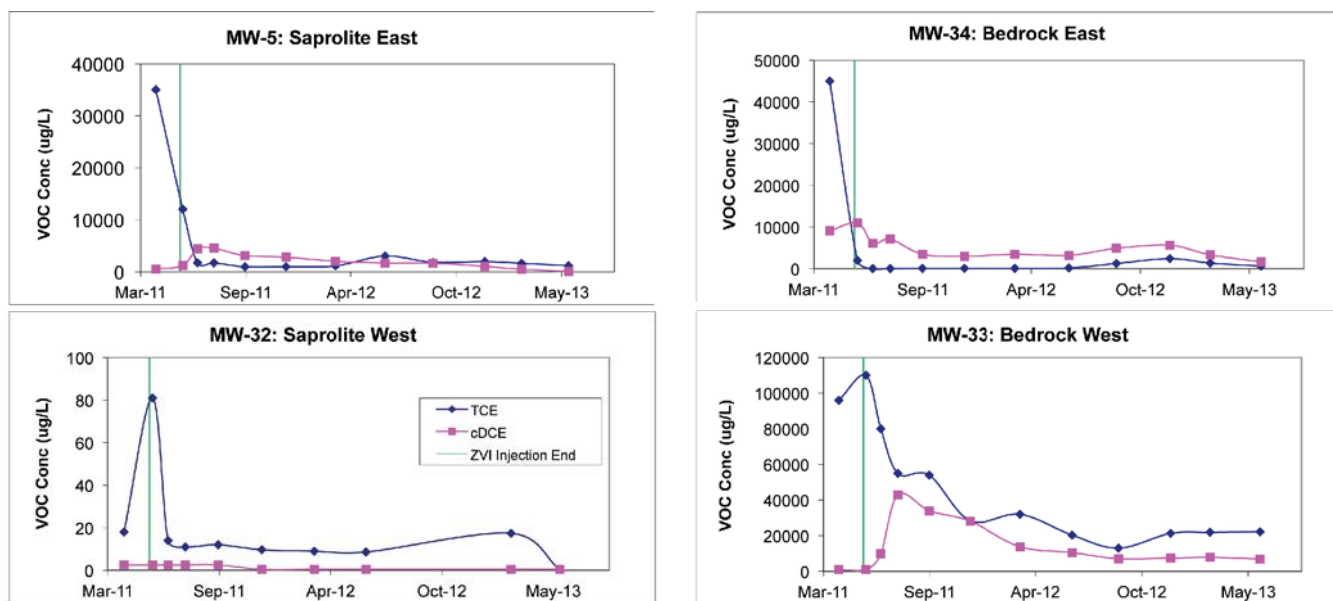 MW-5: Saprolite East
VOC Conc (ug/L)
40000
30000
20000
10000
0
Mar-11 Sep-11 Apr-12 Oct-12 May-13
MW-34: Bedrock East
VOC Conc (ug/L)
50000
40000
30000
20000
10000
0
Mar-11 Sep-11 Apr-12 Oct-12 May-13
MW-32: Saprolite West
VOC Conc (ug/L)
100
80
60
40
20
0
TCE
cDCE
ZVI Injection End
Mar-11 Sep-11 Apr-12 Oct-12 May-13
MW-33: Bedrock West
VOC Conc (ug/L)
120000
100000
80000
60000
40000
20000
0
Mar-11 Sep-11 Apr-12 Oct-12 May-13